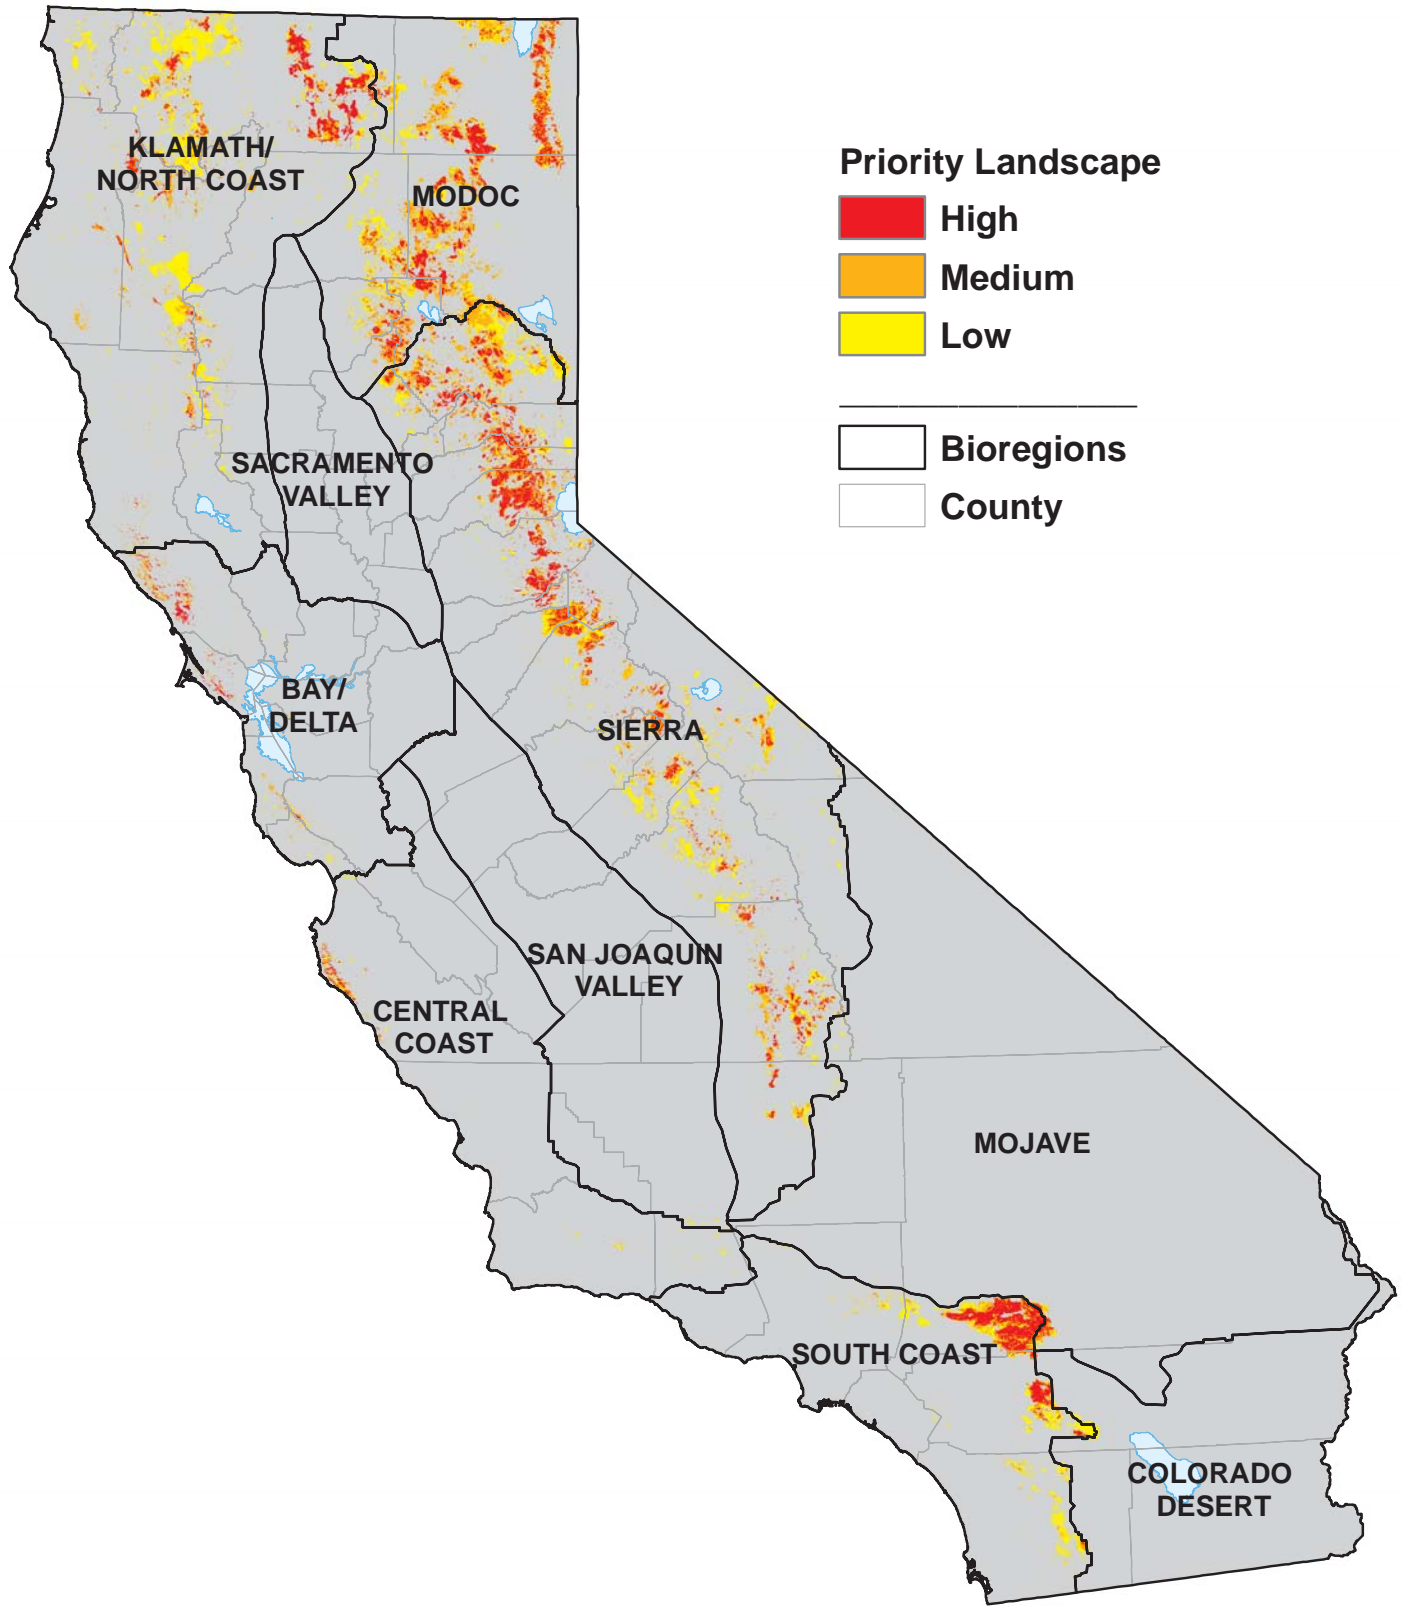 Priority Landscape
High
Medium
Low
Bioregions
County
KLAMATH/
NORTH COAST
MODOC
SACRAMENTO
VALLEY
BAY/
DELTA
SIERRA
SAN JOAQUIN
VALLEY
CENTRAL
COAST
MOJAVE
SOUTH COAST
COLORADO
DESERT